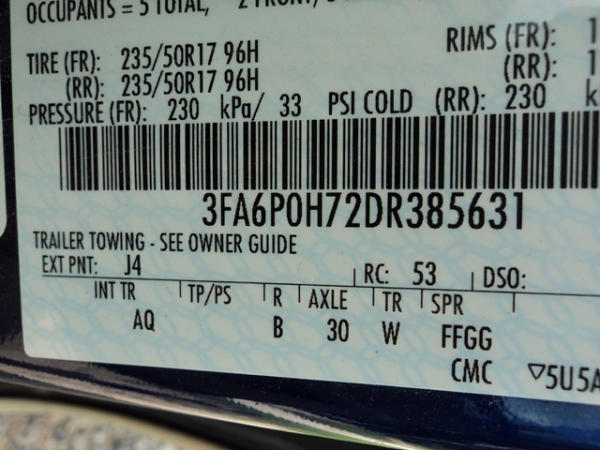 OCCUPANTS = 5 TOTAL, 2 FRONT/
TIRE (FR): 235/50R17 96H RIMS (FR): 1
(RR): 235/50R17 96H (RR): 1
PRESSURE (FR): 230 kPa/ 33 PSI COLD (RR): 230 k
3FA6P0H72DR385631
TRAILER TOWING - SEE OWNER GUIDE
EXT PNT: J4 RC: 53 DSO:
INT TR TP/PS R AXLE TR SPR
AQ B 30 W FFGG
CMC ▽5U5A